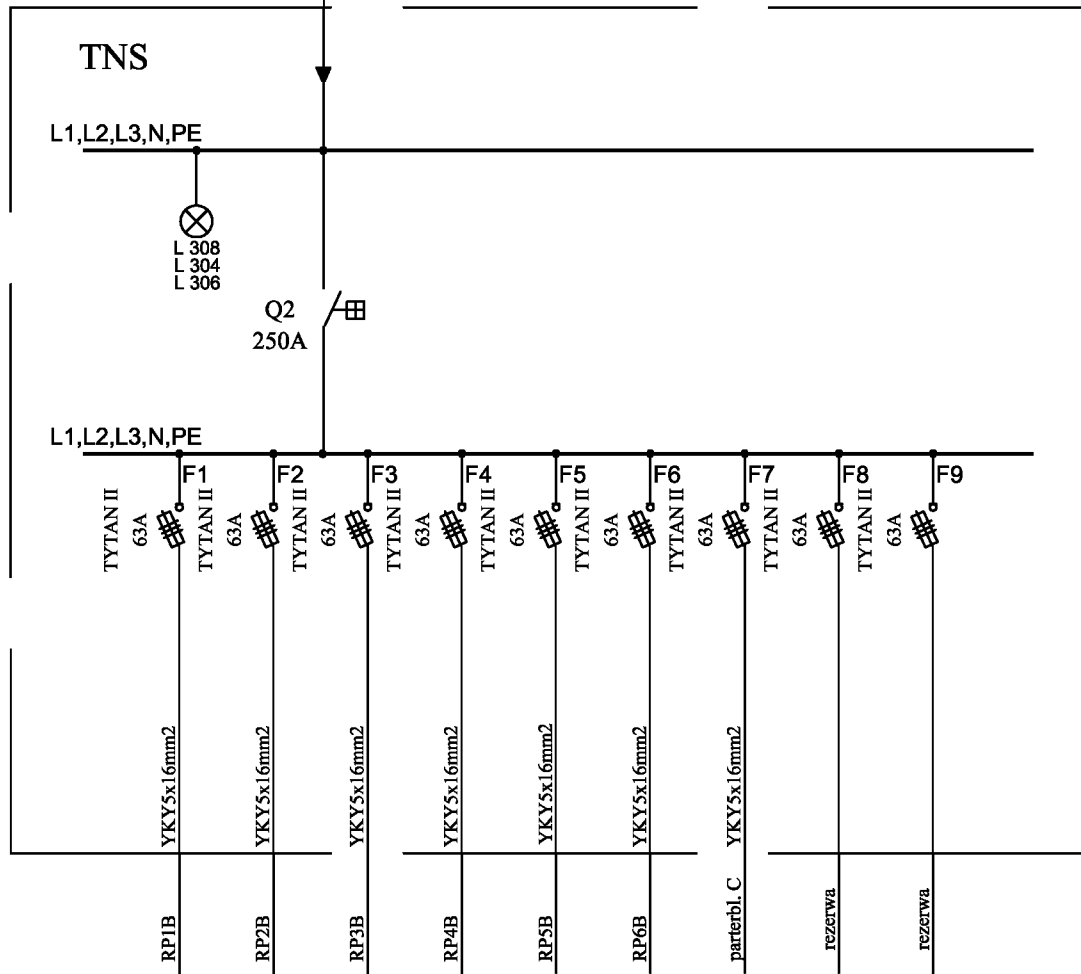 TNS
L1,L2,L3,N,PE
L 308
L 304
L 306
Q2
250A
L1,L2,L3,N,PE
F1
F2
F3
F4
F5
F6
F7
F8
F9
TYTAN II
63A
TYTAN II
63A
TYTAN II
63A
TYTAN II
63A
TYTAN II
63A
TYTAN II
63A
TYTAN II
63A
TYTAN II
63A
TYTAN II
63A
YKY5x16mm2
YKY5x16mm2
YKY5x16mm2
YKY5x16mm2
YKY5x16mm2
YKY5x16mm2
YKY5x16mm2
RP1B
RP2B
RP3B
RP4B
RP5B
RP6B
parterbl. C
rezerwa
rezerwa